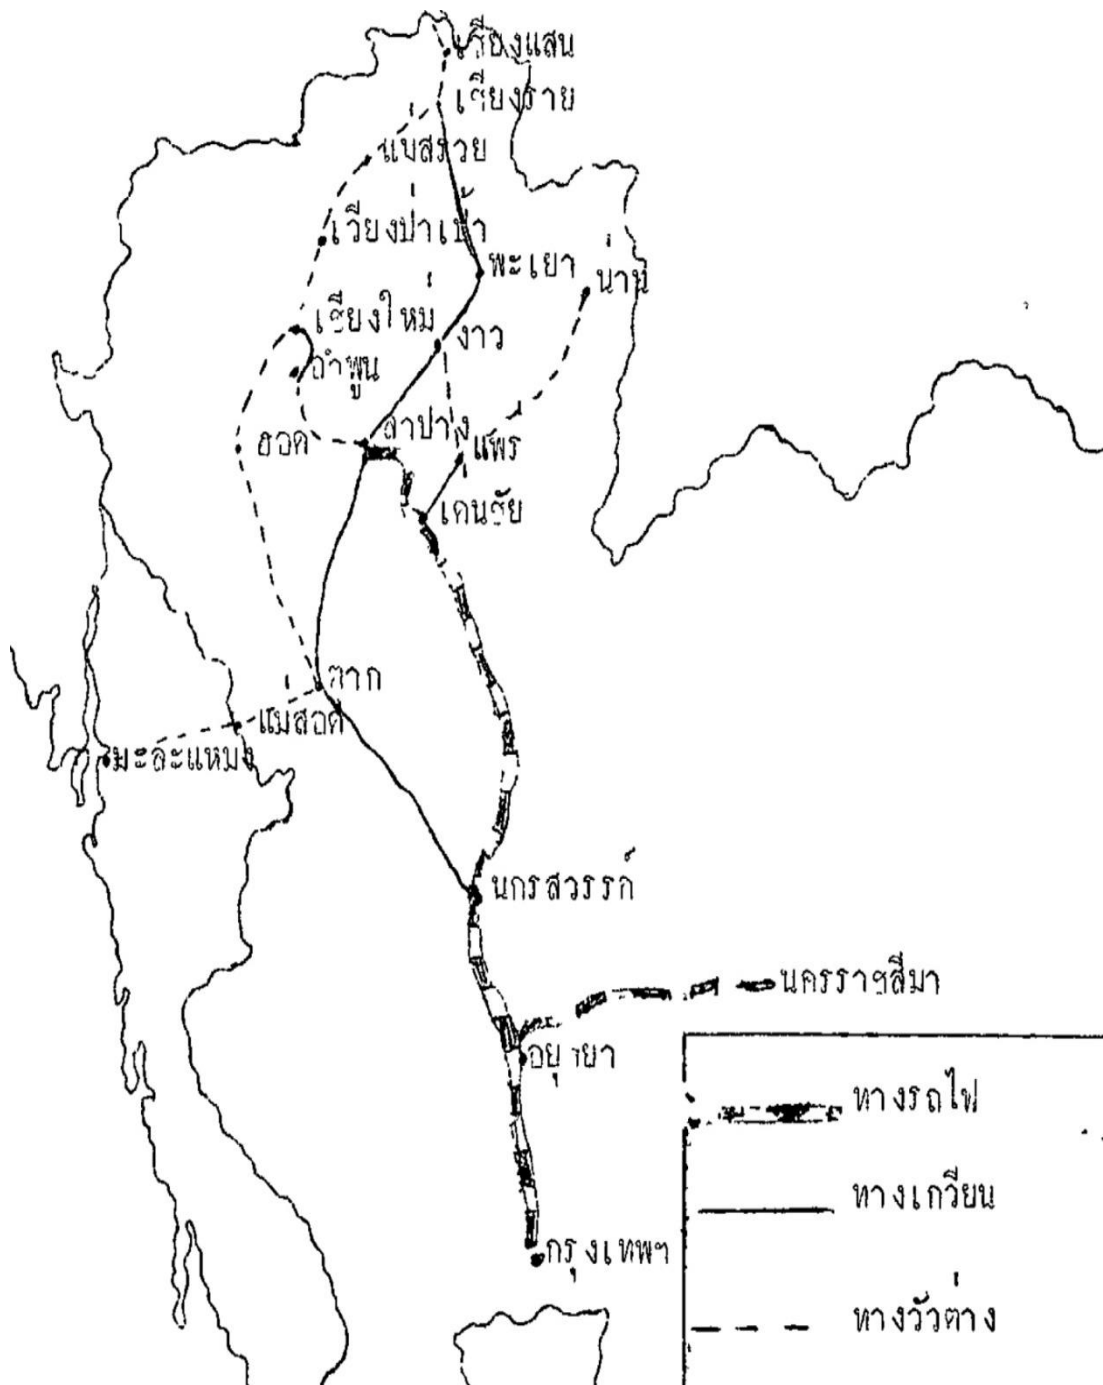 เชียงแสน
เชียงราย
แม่สรวย
เวียงป่าเป้า
พะเยา
น่าน
เชียงใหม่
งาว
ลำพูน
ลำปาง
ฮอด
แพร่
เดนชัย
ตาก
แม่สอด
มะละแหม่ง
นครสวรรก์
นครราชสีมา
อยุธยา
ทางรถไฟ
ทางเกวียน
กรุงเทพฯ
ทางวัวต่าง